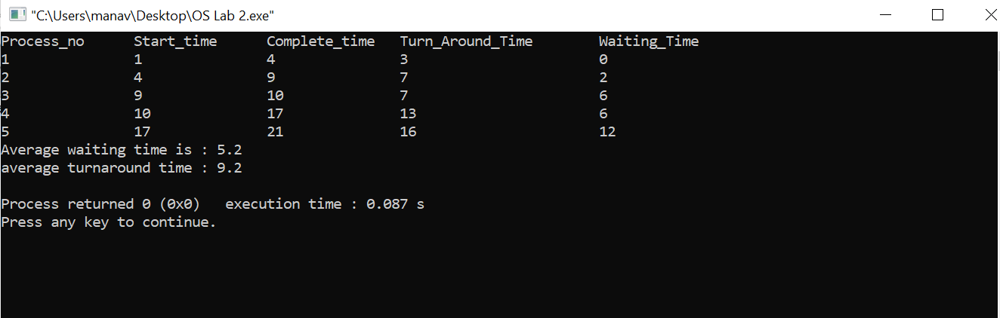 "C:\Users\manav\Desktop\OS Lab 2.exe"
Process_no Start_time Complete_time Turn_Around_Time Waiting_Time
1 1 4 3 0
2 4 9 7 2
3 9 10 7 6
4 10 17 13 6
5 17 21 16 12
Average waiting time is : 5.2
average turnaround time : 9.2
Process returned 0 (0x0)   execution time : 0.087 s
Press any key to continue.